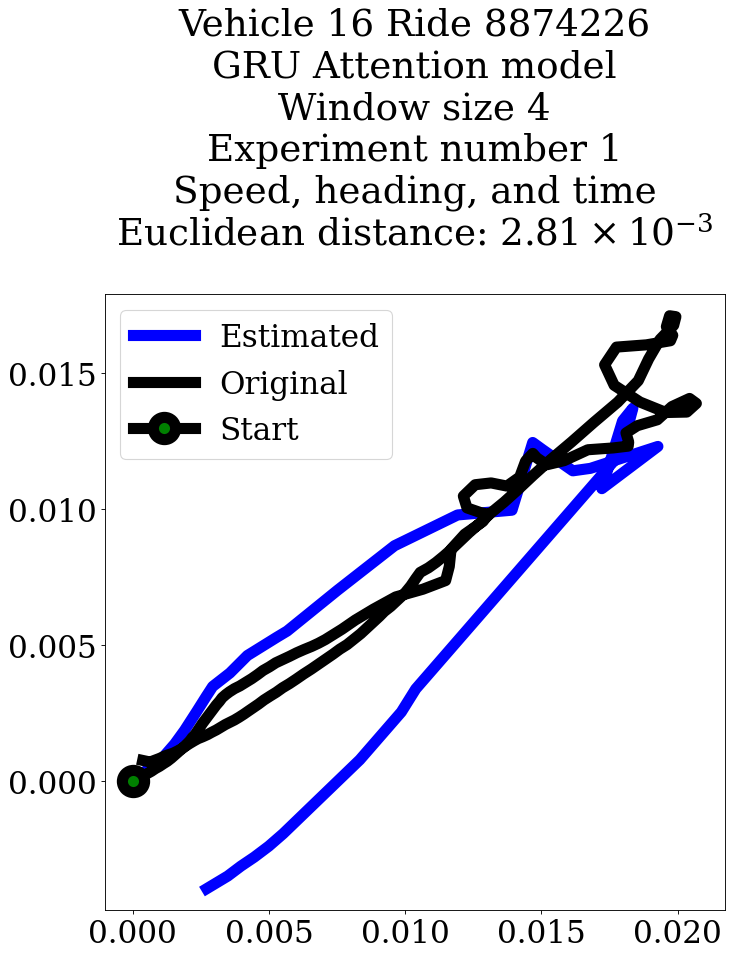 Vehicle 16 Ride 8874226
GRU Attention model
Window size 4
Experiment number 1
Speed, heading, and time
Euclidean distance: 2.81 × 10⁻³
Estimated
Original
Start
0.015
0.010
0.005
0.000
0.000 0.005 0.010 0.015 0.020